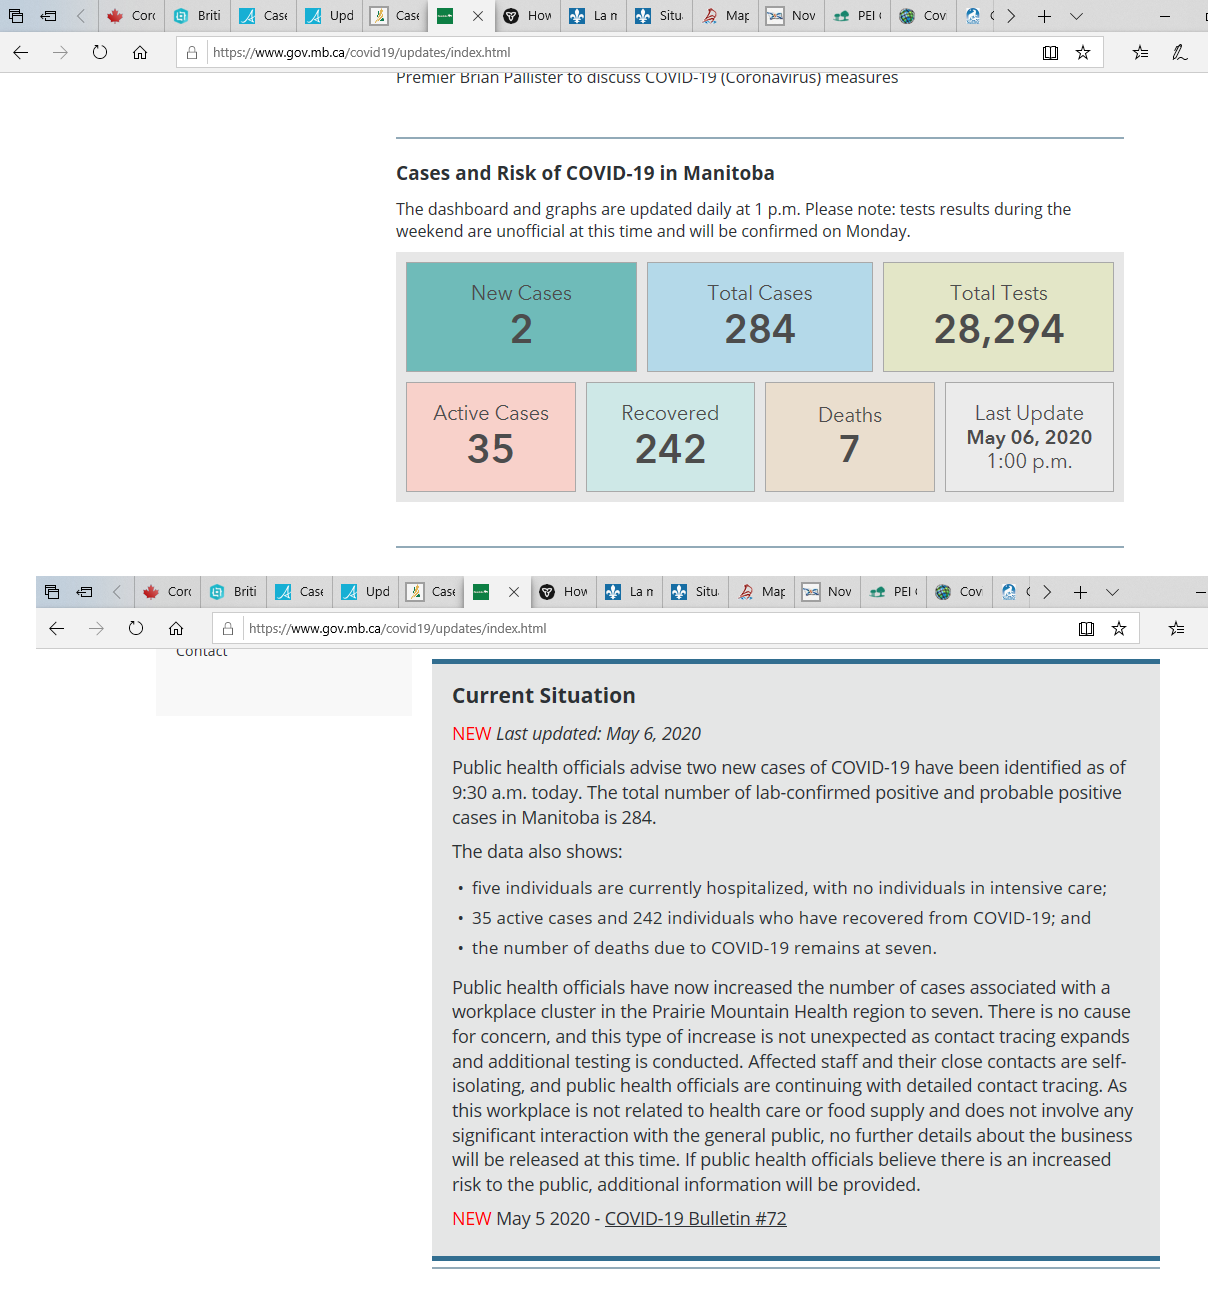 Corc
Briti
Case
Upd
Case
How
La n
Situ
Map
Nov
PEI
Cov
https://www.gov.mb.ca/covid19/updates/index.html
Premier Brian Pallister to discuss COVID-19 (Coronavirus) measures
Cases and Risk of COVID-19 in Manitoba
The dashboard and graphs are updated daily at 1 p.m. Please note: tests results during the
weekend are unofficial at this time and will be confirmed on Monday.
New Cases
2
Total Cases
284
Total Tests
28,294
Active Cases
35
Recovered
242
Deaths
7
Last Update
May 06, 2020
1:00 p.m.
Corc
Briti
Case
Upd
Case
How
La n
Situ
Map
Nov
PEI
Cov
https://www.gov.mb.ca/covid19/updates/index.html
Contact
Current Situation
NEW Last updated: May 6, 2020
Public health officials advise two new cases of COVID-19 have been identified as of
9:30 a.m. today. The total number of lab-confirmed positive and probable positive
cases in Manitoba is 284.
The data also shows:
• five individuals are currently hospitalized, with no individuals in intensive care;
• 35 active cases and 242 individuals who have recovered from COVID-19; and
• the number of deaths due to COVID-19 remains at seven.
Public health officials have now increased the number of cases associated with a
workplace cluster in the Prairie Mountain Health region to seven. There is no cause
for concern, and this type of increase is not unexpected as contact tracing expands
and additional testing is conducted. Affected staff and their close contacts are self-
isolating, and public health officials are continuing with detailed contact tracing. As
this workplace is not related to health care or food supply and does not involve any
significant interaction with the general public, no further details about the business
will be released at this time. If public health officials believe there is an increased
risk to the public, additional information will be provided.
NEW May 5 2020 - COVID-19 Bulletin #72